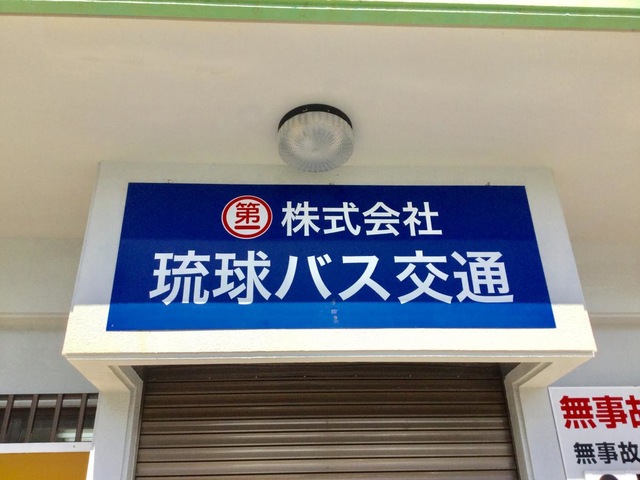 第一 株式会社
琉球バス交通
無事故
無事故